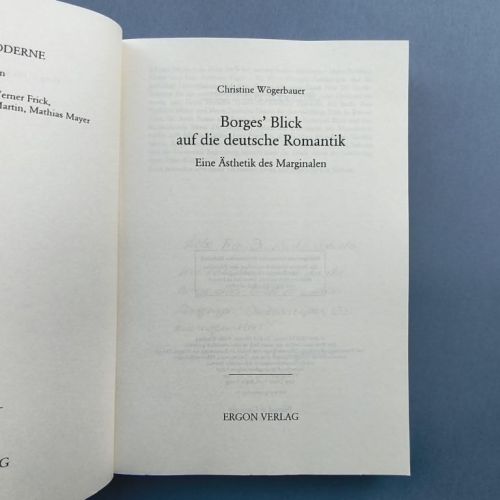 ODERNE
n
erner Frick,
Martin, Mathias Mayer
G
Christine Wögerbauer
Borges’ Blick
auf die deutsche Romantik
Eine Ästhetik des Marginalen
ERGON VERLAG